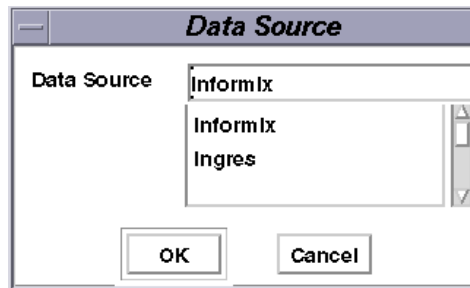 Data Source
Data Source Informix
Informix
Ingres
OK Cancel